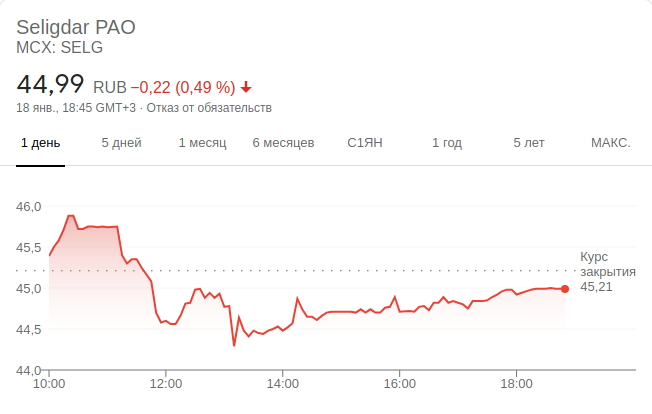 Seligdar PAO
MCX: SELG
44,99 RUB −0,22 (0,49 %)
18 янв., 18:45 GMT+3 · Отказ от обязательств
1 день 5 дней 1 месяц 6 месяцев С1ЯН 1 год 5 лет МАКС.
46,0
45,5
Курс
закрытия
45,21
45,0
44,5
44,0
10:00 12:00 14:00 16:00 18:00